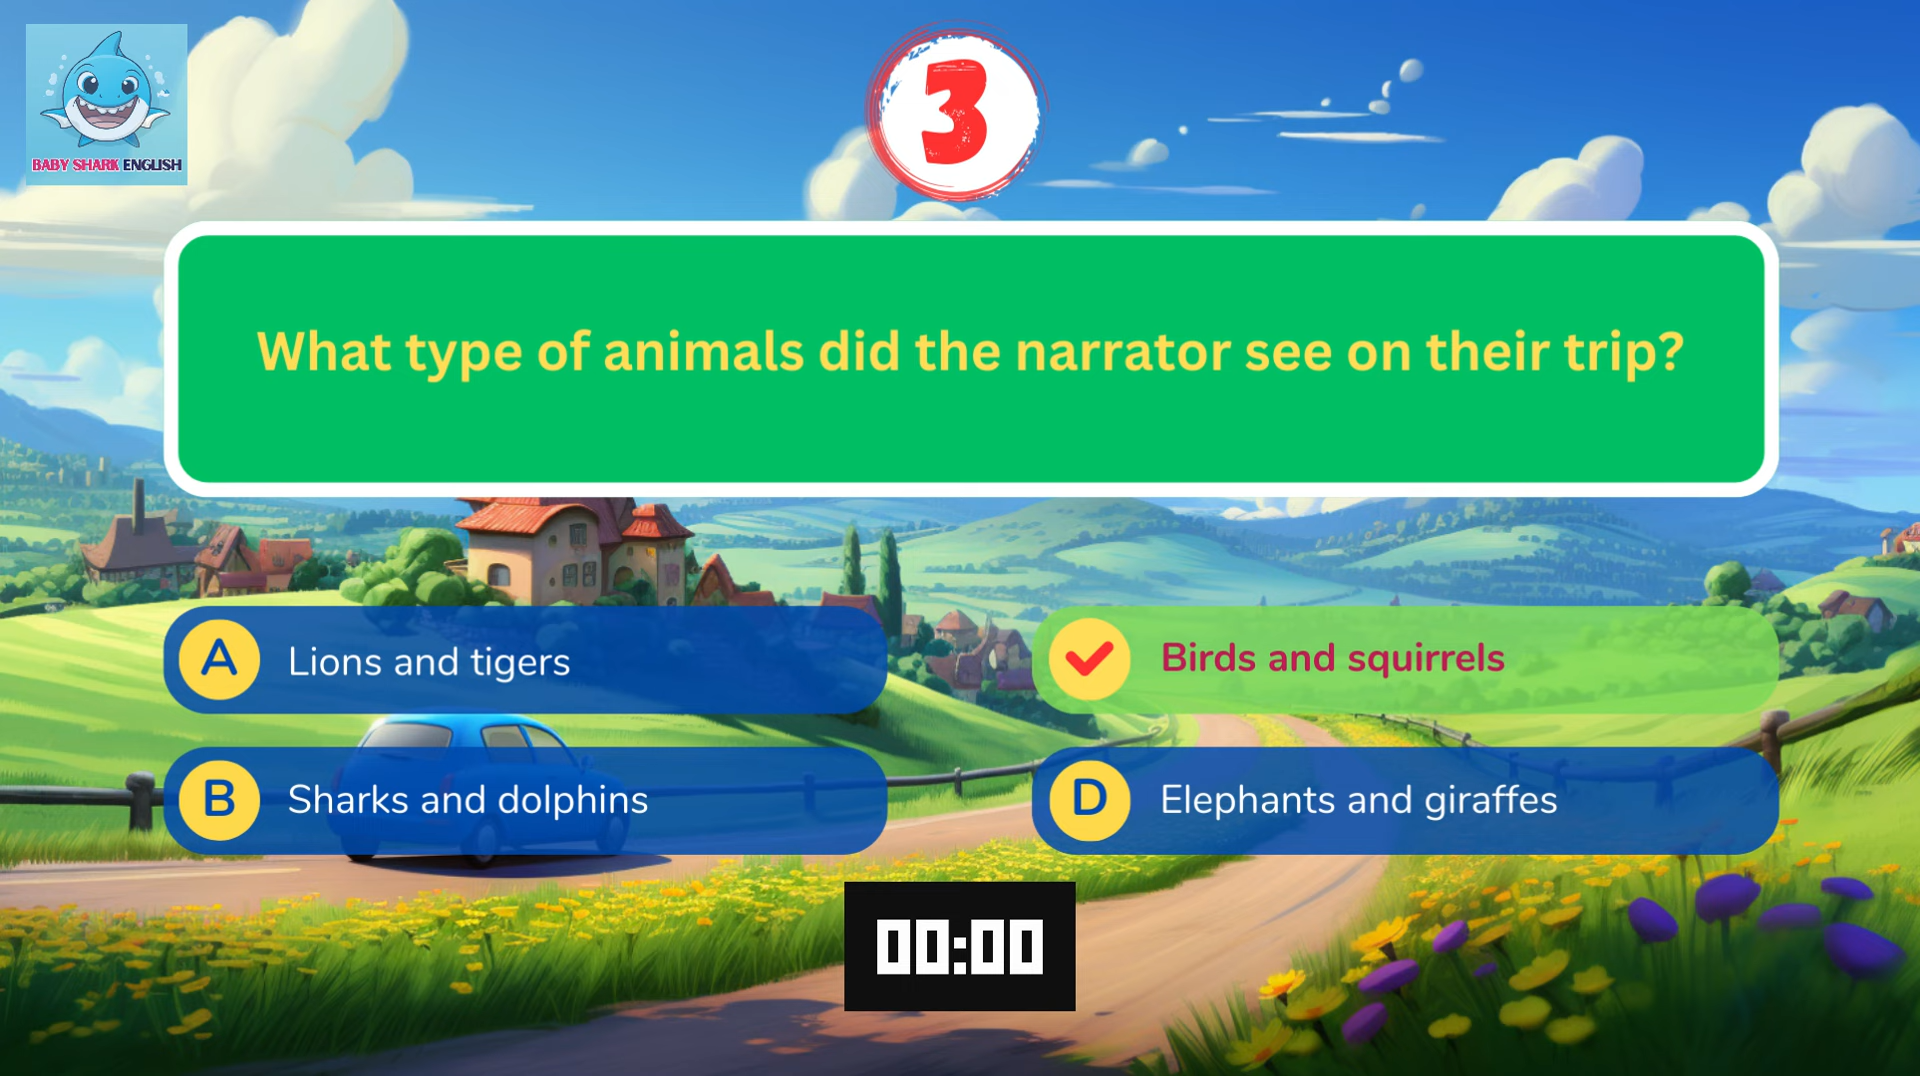 BABY SHARK ENGLISH
3
What type of animals did the narrator see on their trip?
A Lions and tigers
Birds and squirrels
B Sharks and dolphins
D Elephants and giraffes
00:00